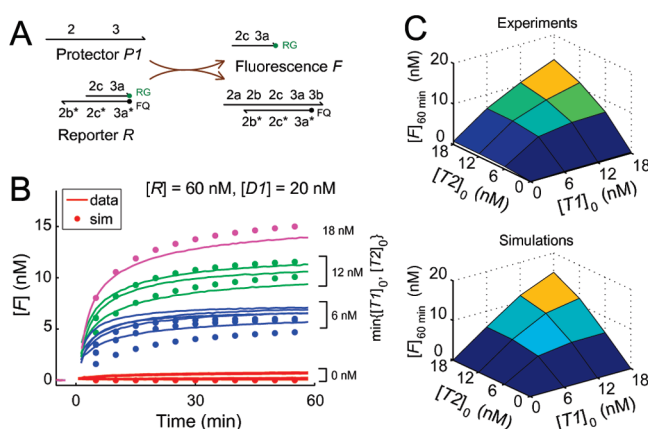 A
2 3
Protector P1
2c 3a
RG
Fluorescence F
2c 3a
RG
FQ
2b* 2c* 3a*
Reporter R
2a 2b 2c 3a 3b
FQ
2b* 2c* 3a*
B
[R] = 60 nM, [D1] = 20 nM
data
sim
15
10
5
0
[F] (nM)
0 30 60
Time (min)
18 nM
12 nM
6 nM
0 nM
min{[T1]₀, [T2]₀}
C
Experiments
20
10
0
[F]60 min (nM)
18 12 6 0
[T2]₀ (nM)
0 6 12 18
[T1]₀ (nM)
Simulations
20
10
0
[F]60 min (nM)
18 12 6 0
[T2]₀ (nM)
0 6 12 18
[T1]₀ (nM)